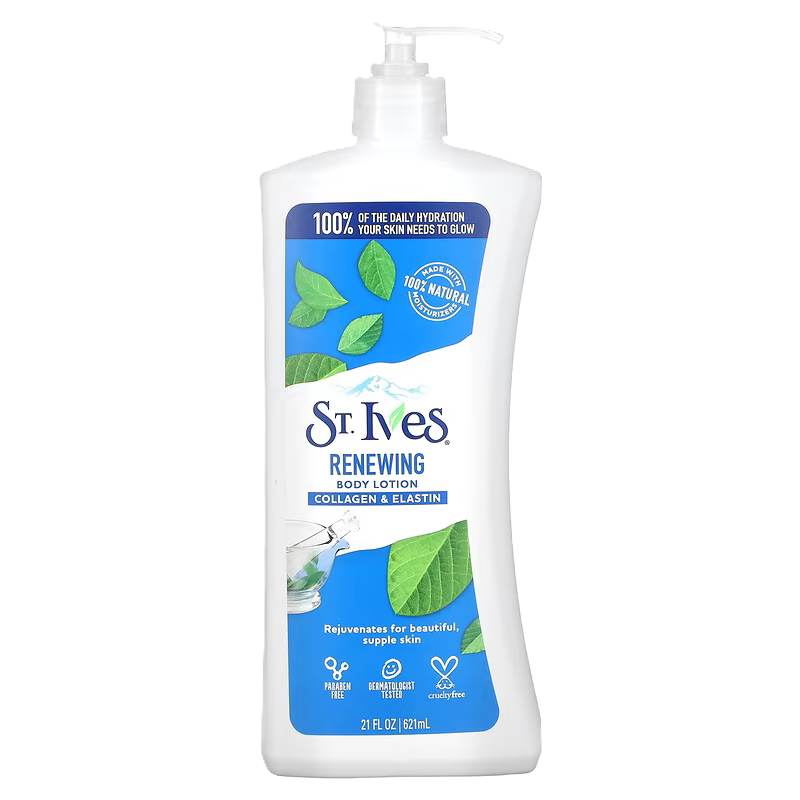 100% OF THE DAILY HYDRATION
YOUR SKIN NEEDS TO GLOW
MADE WITH
100% NATURAL
MOISTURIZERS
ST. Ives®
RENEWING
BODY LOTION
COLLAGEN & ELASTIN
Rejuvenates for beautiful,
supple skin
PARABEN
FREE
DERMATOLOGIST
TESTED
crueltyfree
21 FL OZ | 621mL